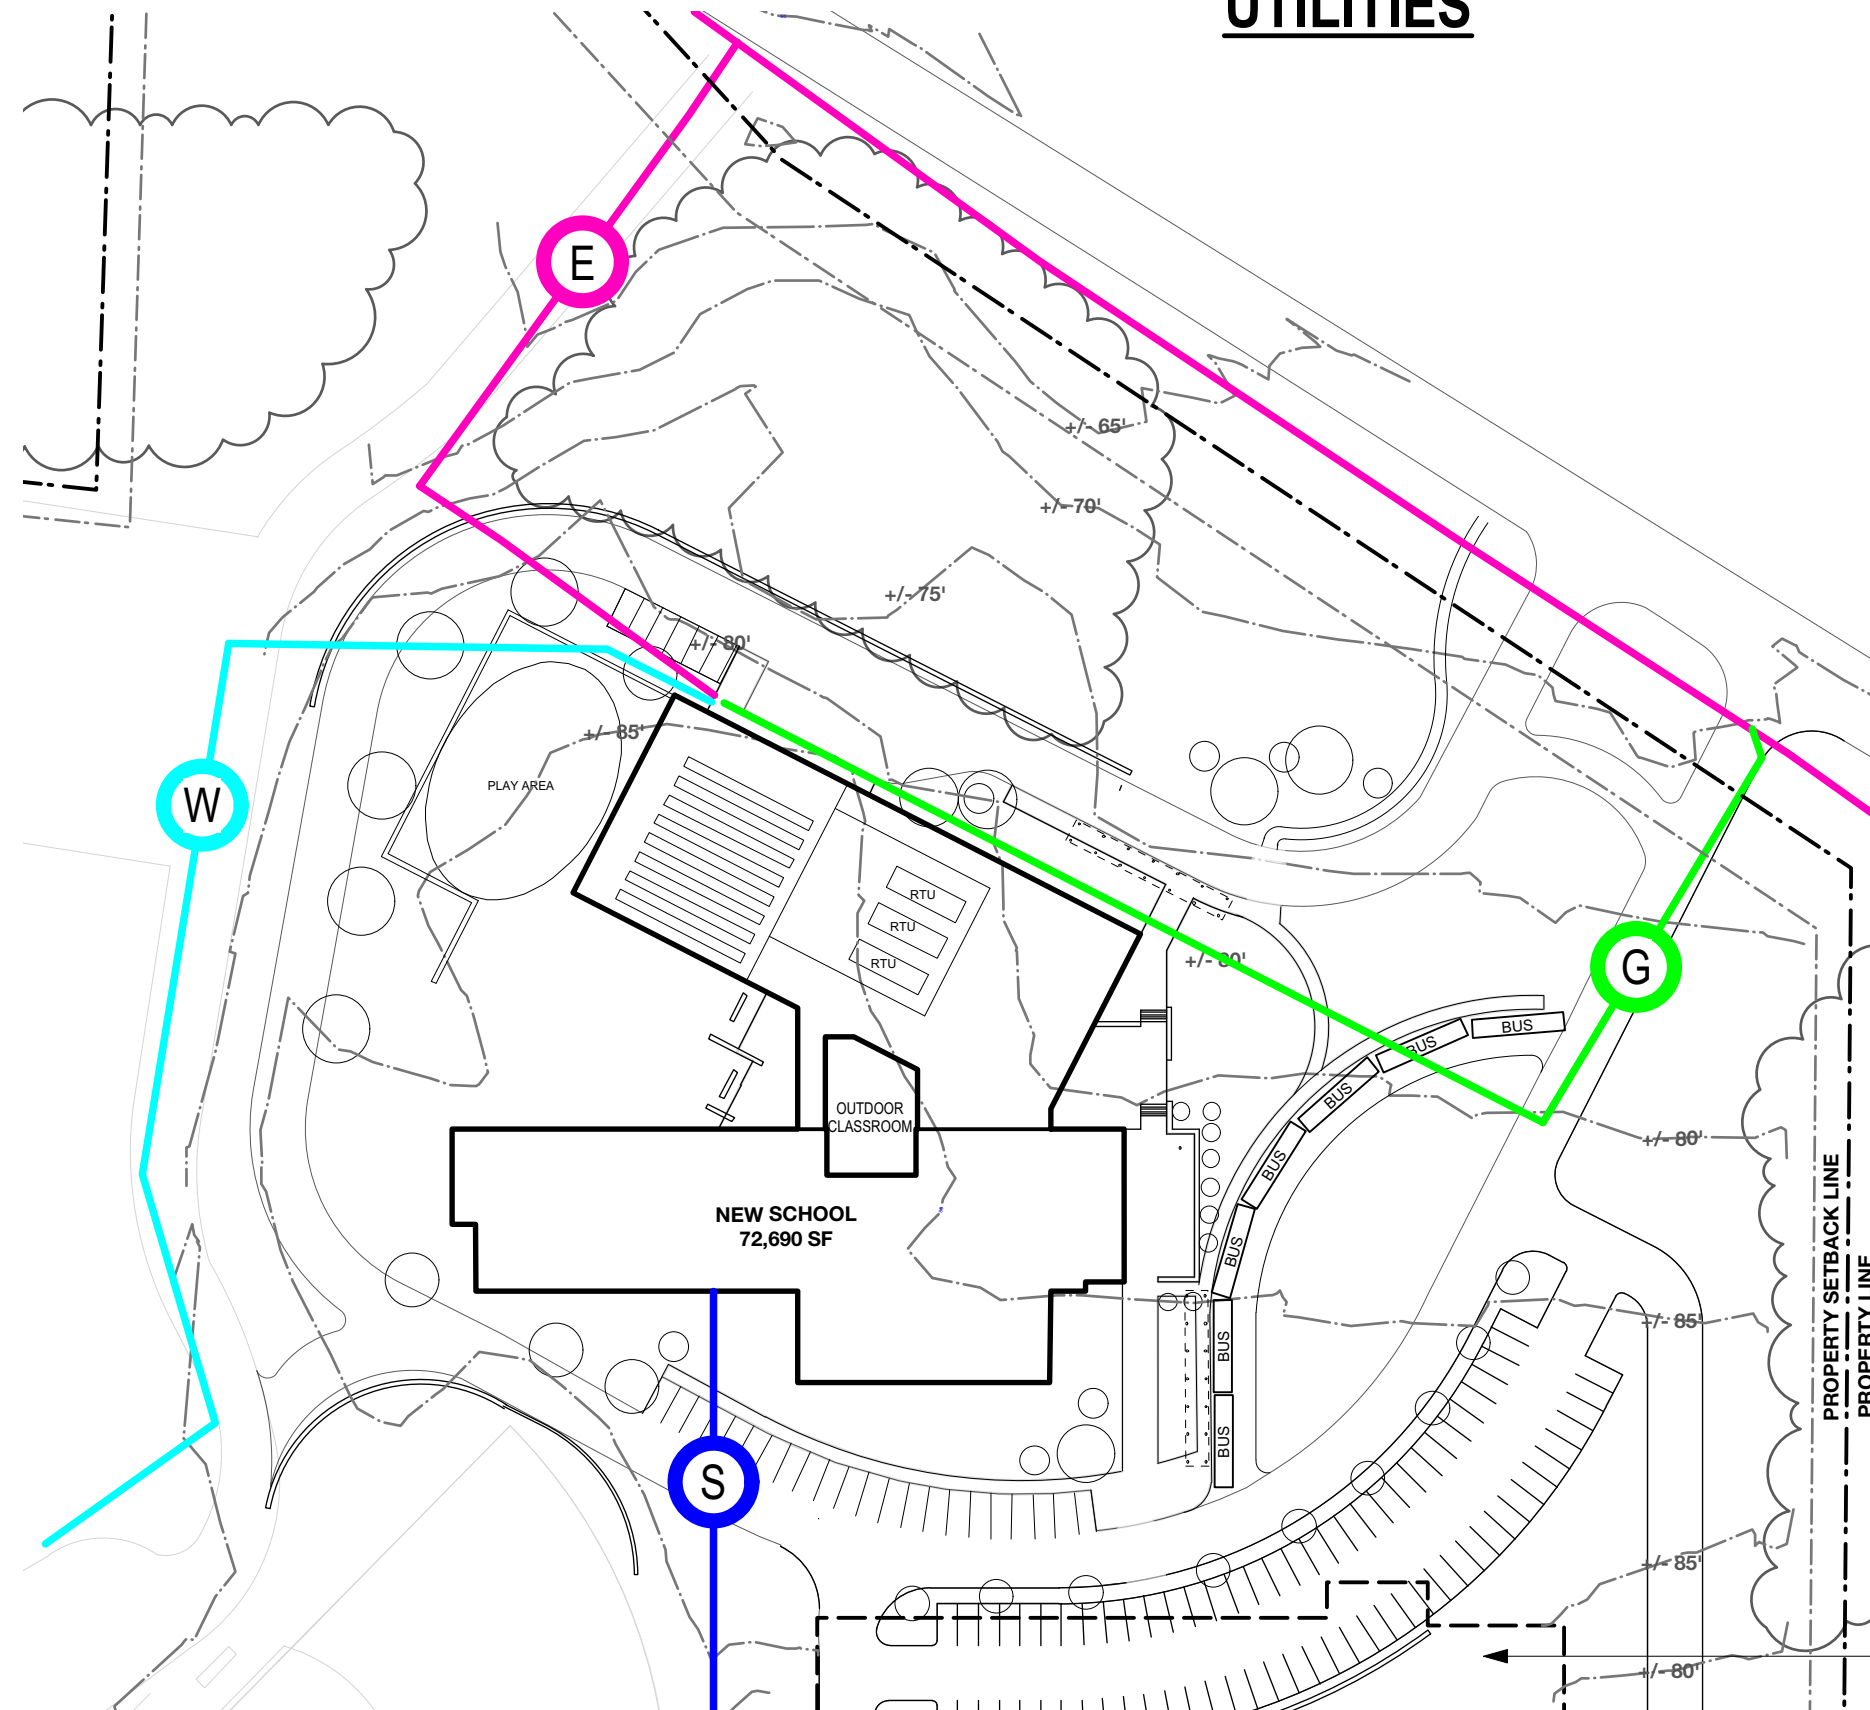 UTILITIES
E
+/- 65'
+/- 70'
+/- 75'
+/- 80'
+/- 85'
W
PLAY AREA
RTU
RTU
RTU
+/- 80'
G
BUS
BUS
BUS
BUS
BUS
BUS
BUS
OUTDOOR
CLASSROOM
+/- 80'
NEW SCHOOL
72,690 SF
+/- 85'
PROPERTY SETBACK LINE
PROPERTY LINE
S
+/- 85'
+/- 80'